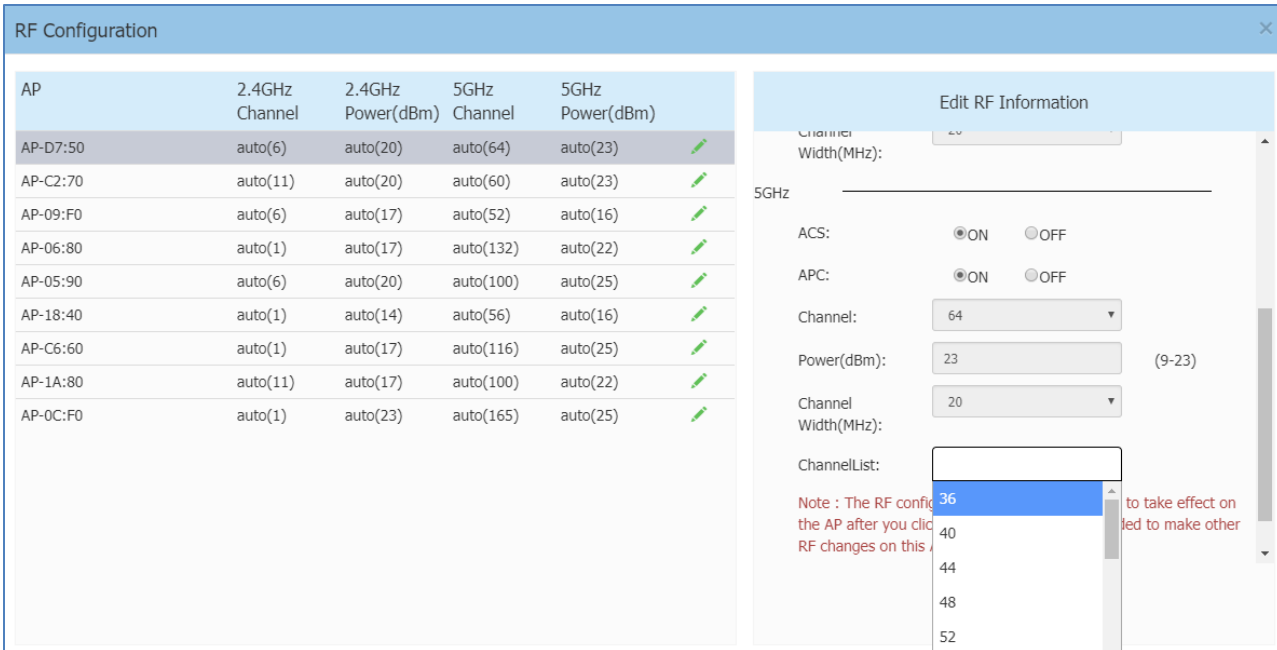 RF Configuration
AP 2.4GHz Channel 2.4GHz Power(dBm) 5GHz Channel 5GHz Power(dBm)
AP-D7:50 auto(6) auto(20) auto(64) auto(23)
AP-C2:70 auto(11) auto(20) auto(60) auto(23)
AP-09:F0 auto(6) auto(17) auto(52) auto(16)
AP-06:80 auto(1) auto(17) auto(132) auto(22)
AP-05:90 auto(6) auto(20) auto(100) auto(25)
AP-18:40 auto(1) auto(14) auto(56) auto(16)
AP-C6:60 auto(1) auto(17) auto(116) auto(25)
AP-1A:80 auto(11) auto(17) auto(100) auto(22)
AP-0C:F0 auto(1) auto(23) auto(165) auto(25)
Edit RF Information
Channel 20
Width(MHz):
5GHz
ACS: ON OFF
APC: ON OFF
Channel: 64
Power(dBm): 23 (9-23)
Channel 20
Width(MHz):
ChannelList:
36
40
44
48
52
Note : The RF to take effect on
the AP after you to make other
RF changes on this